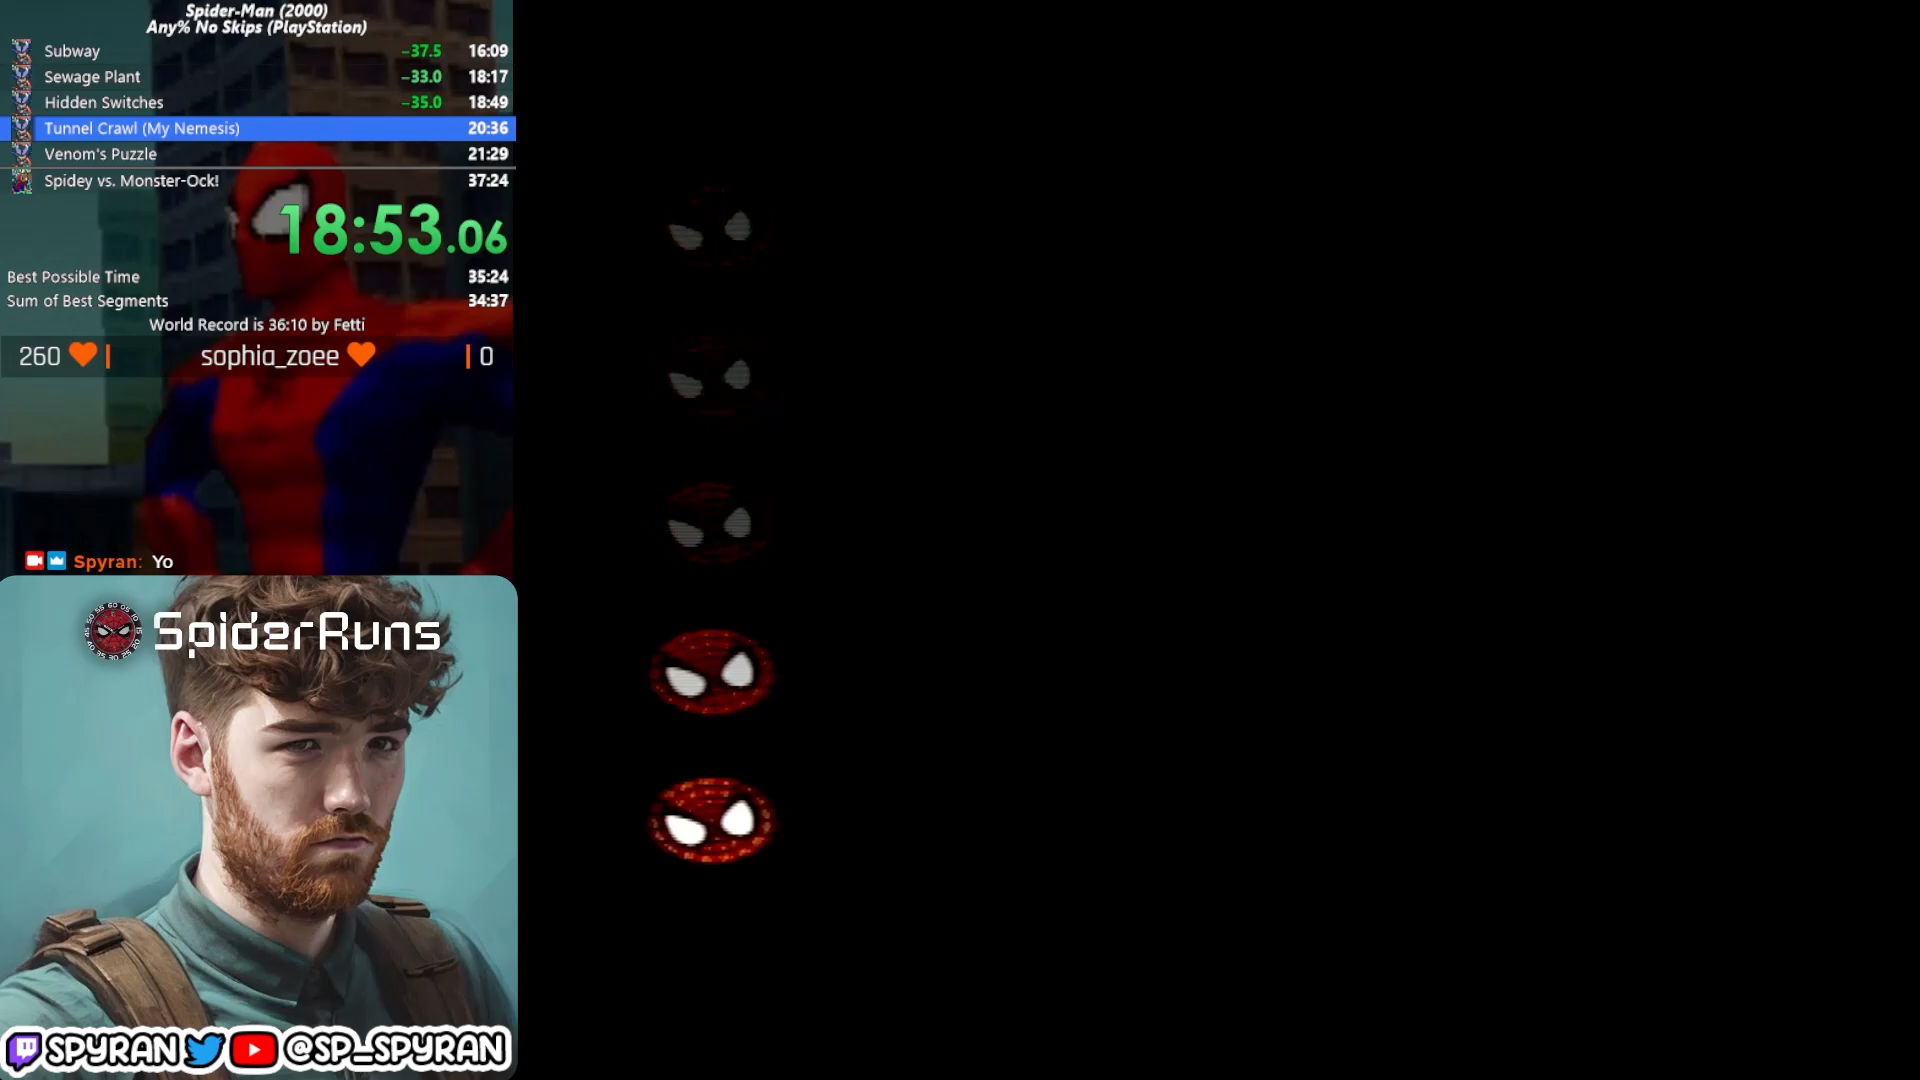 Spider-Man (2000)
Any% No Skips (PlayStation)
Subway −37.5 16:09
Sewage Plant −33.0 18:17
Hidden Switches −35.0 18:49
Tunnel Crawl (My Nemesis) 20:36
Venom's Puzzle 21:29
Spidey vs. Monster-Ock! 37:24
18:53.06
Best Possible Time 35:24
Sum of Best Segments 34:37
World Record is 36:10 by Fetti
260 sophia_zoee 0
Spyran: Yo
SpiderRuns
SPYRAN @SP_SPYRAN